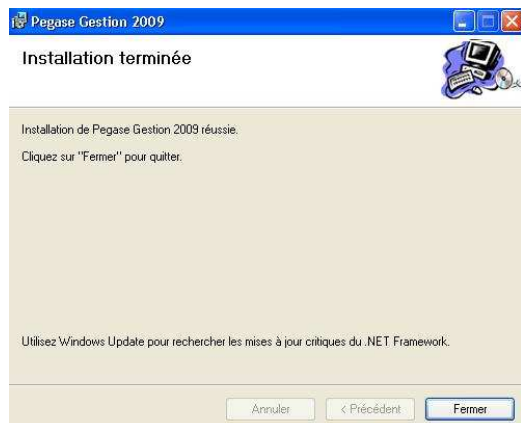 Pegase Gestion 2009
Installation terminée
Installation de Pegase Gestion 2009 réussie.
Cliquez sur "Fermer" pour quitter.
Utilisez Windows Update pour rechercher les mises à jour critiques du .NET Framework.
Annuler
< Précédent
Fermer